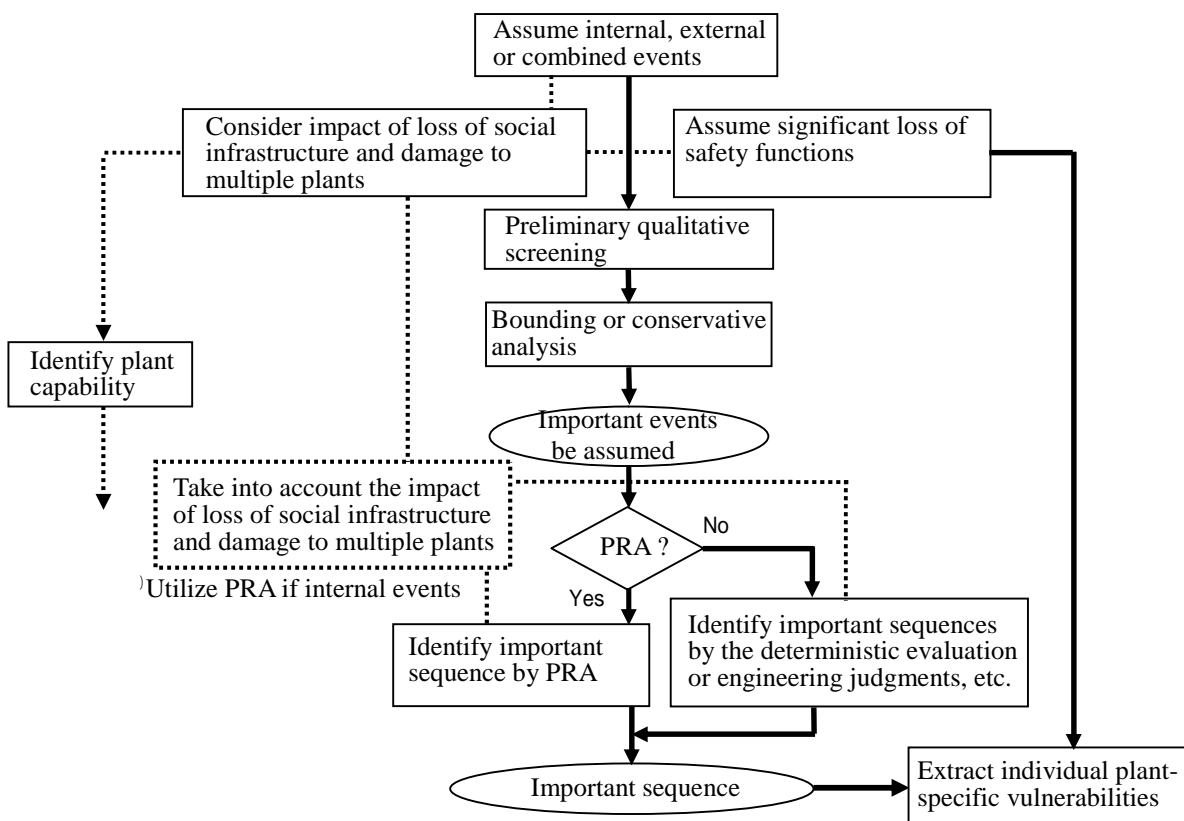 Assume internal, external
or combined events
Consider impact of loss of social
infrastructure and damage to
multiple plants
Assume significant loss of
safety functions
Preliminary qualitative
screening
Bounding or conservative
analysis
Identify plant
capability
Important events
be assumed
Take into account the impact
of loss of social infrastructure
and damage to multiple plants
PRA ?
No
Yes
)Utilize PRA if internal events
Identify important
sequence by PRA
Identify important sequences
by the deterministic evaluation
or engineering judgments, etc.
Important sequence
Extract individual plant-
specific vulnerabilities